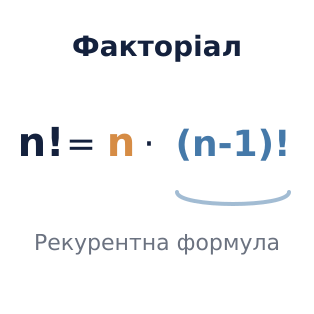 Факторіал
n! = n · (n-1)!
Рекурентна формула